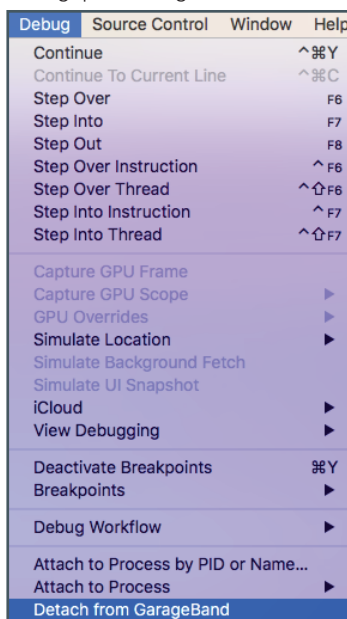 Debug Source Control Window Help
Continue ^⌘Y
Continue To Current Line ^⌘C
Step Over F6
Step Into F7
Step Out F8
Step Over Instruction ^F6
Step Over Thread ^⇧F6
Step Into Instruction ^F7
Step Into Thread ^⇧F7
Capture GPU Frame
Capture GPU Scope
GPU Overrides
Simulate Location
Simulate Background Fetch
Simulate UI Snapshot
iCloud
View Debugging
Deactivate Breakpoints ⌘Y
Breakpoints
Debug Workflow
Attach to Process by PID or Name...
Attach to Process
Detach from GarageBand